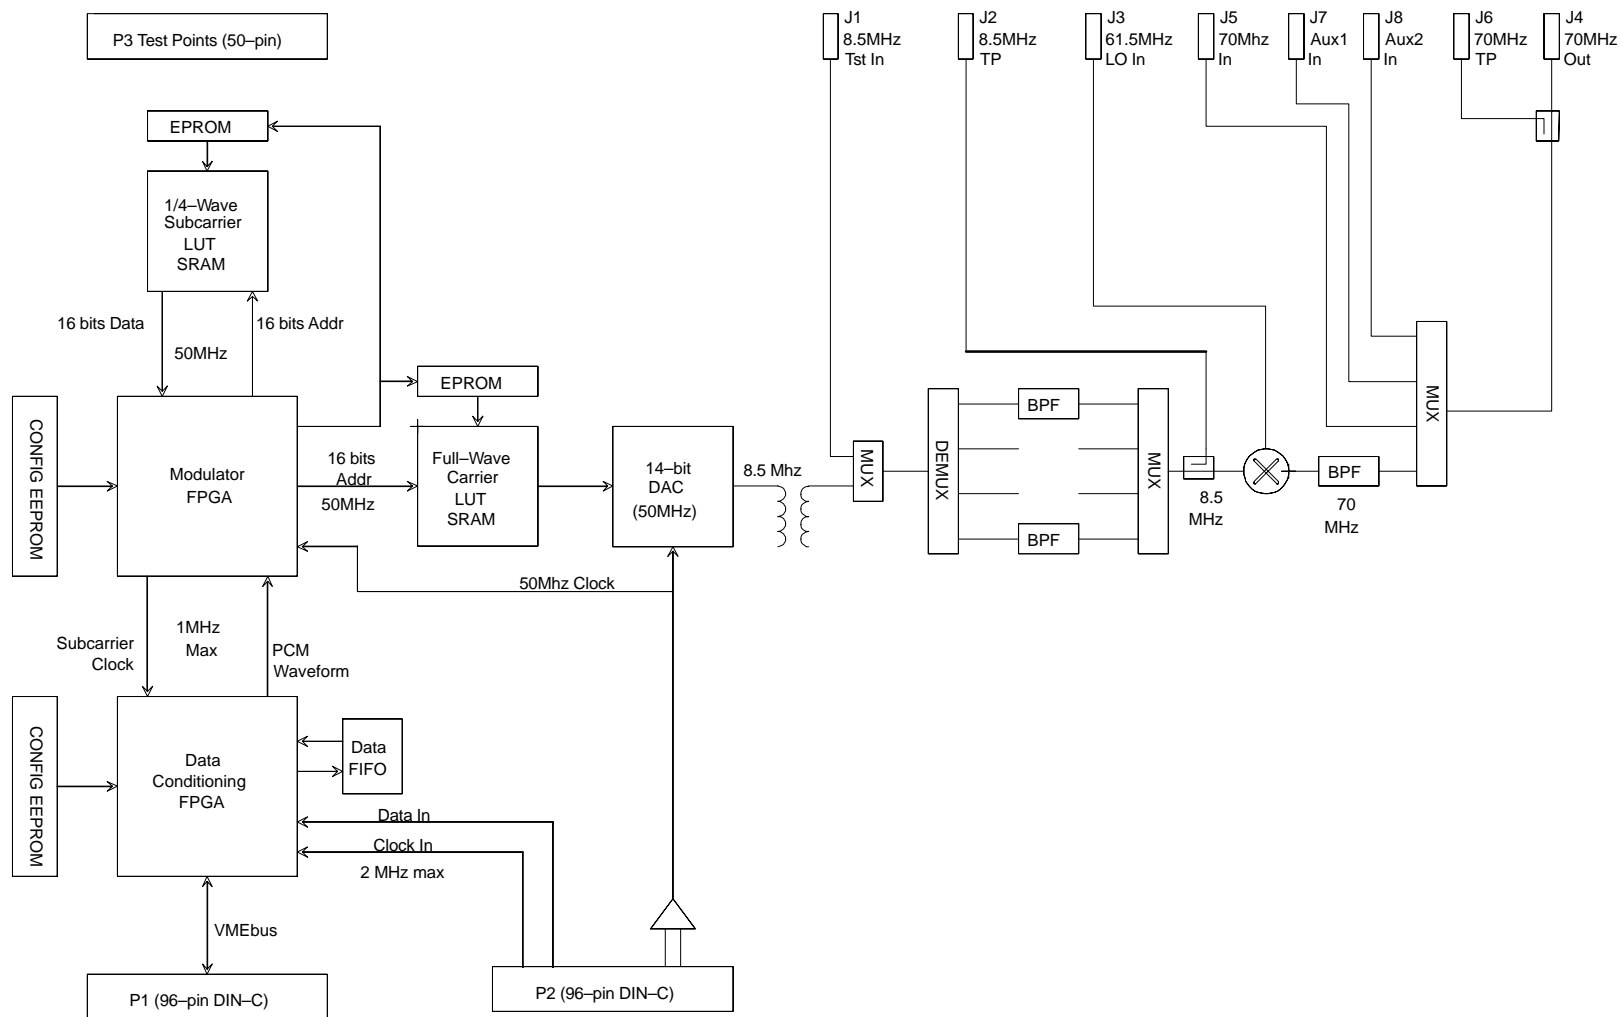 P3 Test Points (50–pin)
J1
8.5MHz
Tst In
J2
8.5MHz
TP
J3
61.5MHz
LO In
J5
70Mhz
In
J7
Aux1
In
J8
Aux2
In
J6
70MHz
TP
J4
70MHz
Out
EPROM
1/4–Wave
Subcarrier
LUT
SRAM
16 bits Data
16 bits Addr
50MHz
EPROM
CONFIG EEPROM
Modulator
FPGA
16 bits
Addr
50MHz
Full–Wave
Carrier
LUT
SRAM
14–bit
DAC
(50MHz)
8.5 Mhz
MUX
DEMUX
BPF
BPF
MUX
8.5
MHz
BPF
70
MHz
MUX
50Mhz Clock
Subcarrier
Clock
1MHz
Max
PCM
Waveform
CONFIG EEPROM
Data
Conditioning
FPGA
Data
FIFO
Data In
Clock In
2 MHz max
VMEbus
P1 (96–pin DIN–C)
P2 (96–pin DIN–C)